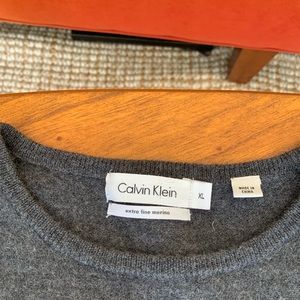 Calvin Klein
XL
extra fine merino
MADE IN
CHINA